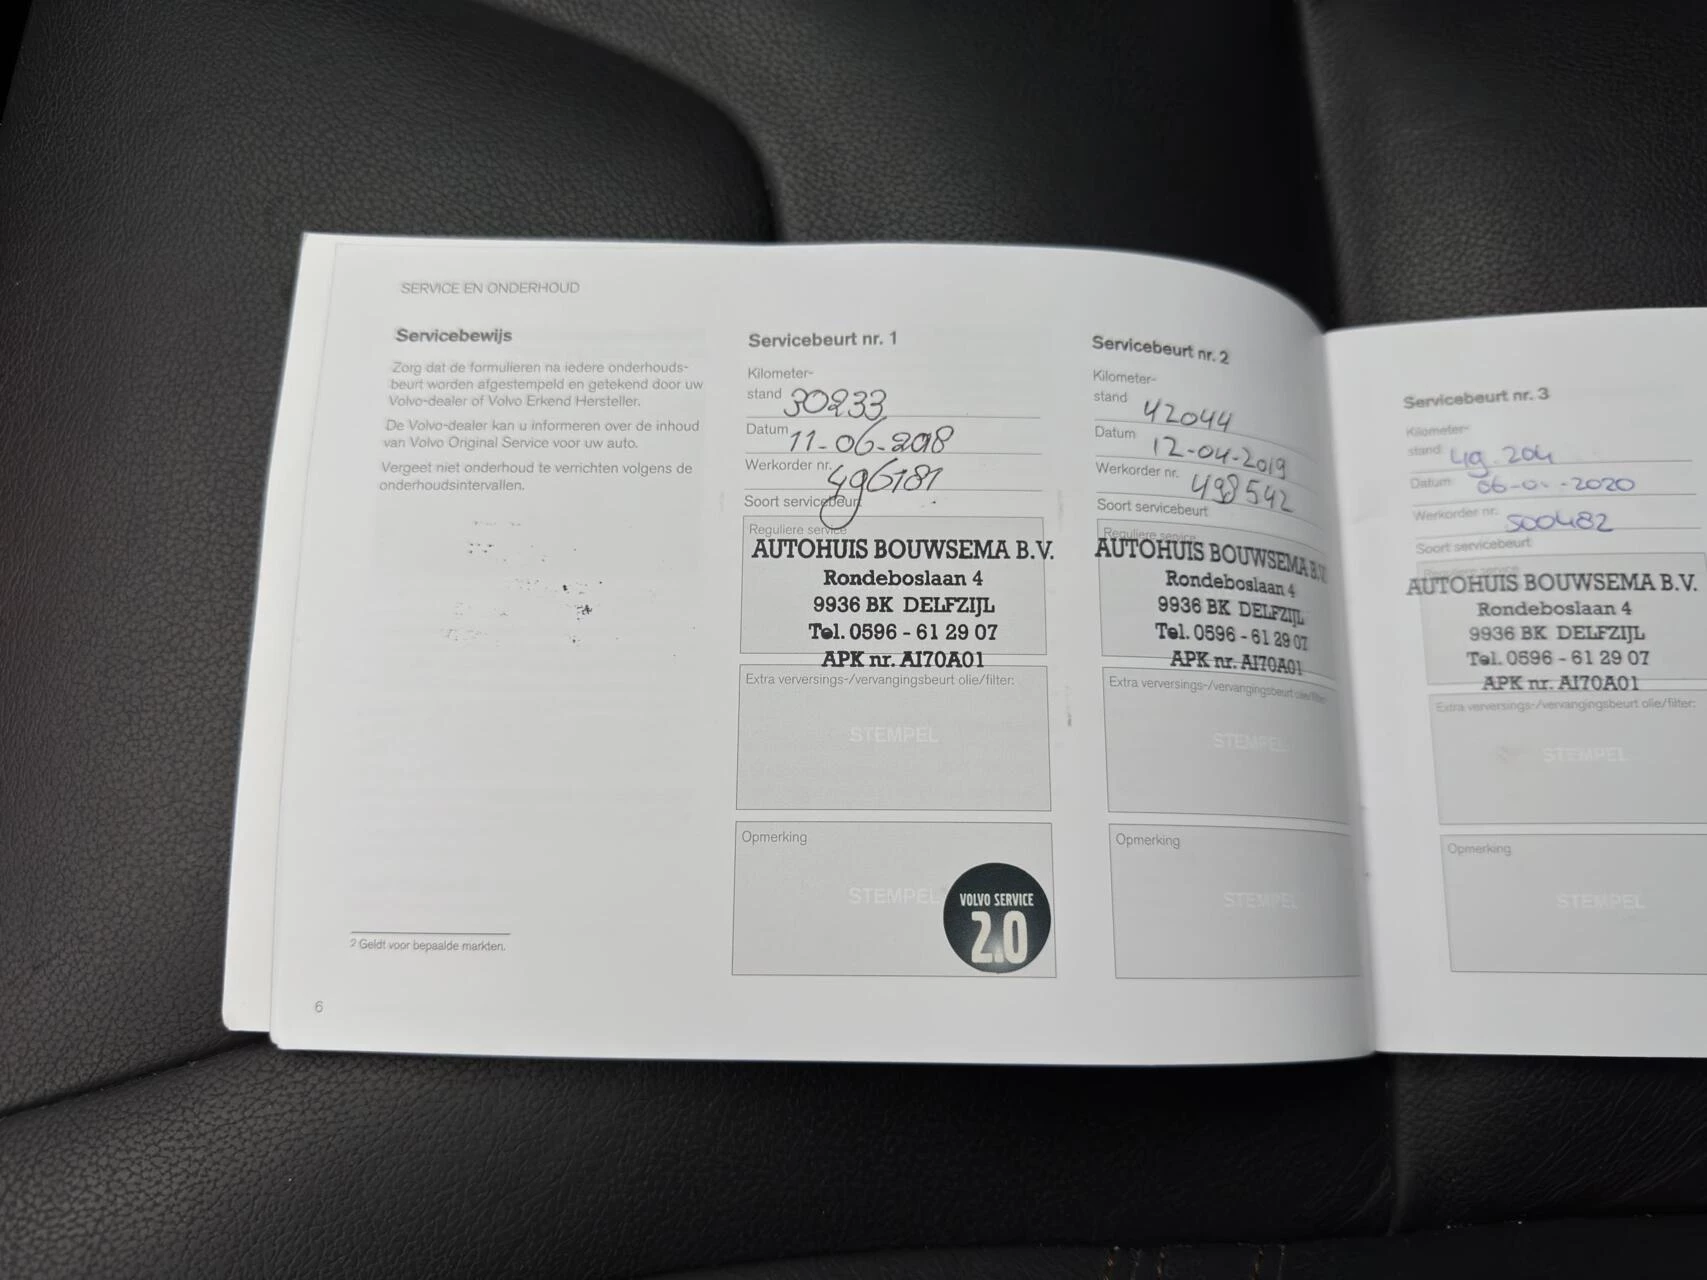 SERVICE EN ONDERHOUD
Servicebewijs
Zorg dat de formulieren na iedere onderhouds-
beurt worden afgestempeld en getekend door uw
Volvo-dealer of Volvo Erkend Hersteller.
De Volvo-dealer kan u informeren over de inhoud
van Volvo Original Service voor uw auto.
Vergeet niet onderhoud te verrichten volgens de
onderhoudsintervallen.
2 Geldt voor bepaalde markten.
6
Servicebeurt nr. 1
Kilometer-
stand 30233
Datum 11-06-2018
Werkorder nr. 496181
Soort servicebeurt
Reguliere service
AUTOHUIS BOUWSEMA B.V.
Rondeboslaan 4
9936 BK DELFZIJL
Tel. 0596 - 61 29 07
APK nr. AI70A01
Extra verversings-/vervangingsbeurt olie/filter:
STEMPEL
Opmerking
STEMPEL
VOLVO SERVICE
2.0
Servicebeurt nr. 2
Kilometer-
stand 42044
Datum 12-04-2019
Werkorder nr. 498542
Soort servicebeurt
Reguliere service
AUTOHUIS BOUWSEMA B.V.
Rondeboslaan 4
9936 BK DELFZIJL
Tel. 0596 - 61 29 07
APK nr. AI70A01
Extra verversings-/vervangingsbeurt olie/filter:
STEMPEL
Opmerking
STEMPEL
Servicebeurt nr. 3
Kilometer-
stand 49.204
Datum 2020
Werkorder nr. 500482
Soort servicebeurt
Reguliere service
AUTOHUIS BOUWSEMA B.V.
Rondeboslaan 4
9936 BK DELFZIJL
Tel. 0596 - 61 29 07
APK nr. AI70A01
Extra verversings-/vervangingsbeurt olie/filter:
STEMPEL
Opmerking
STEMPEL